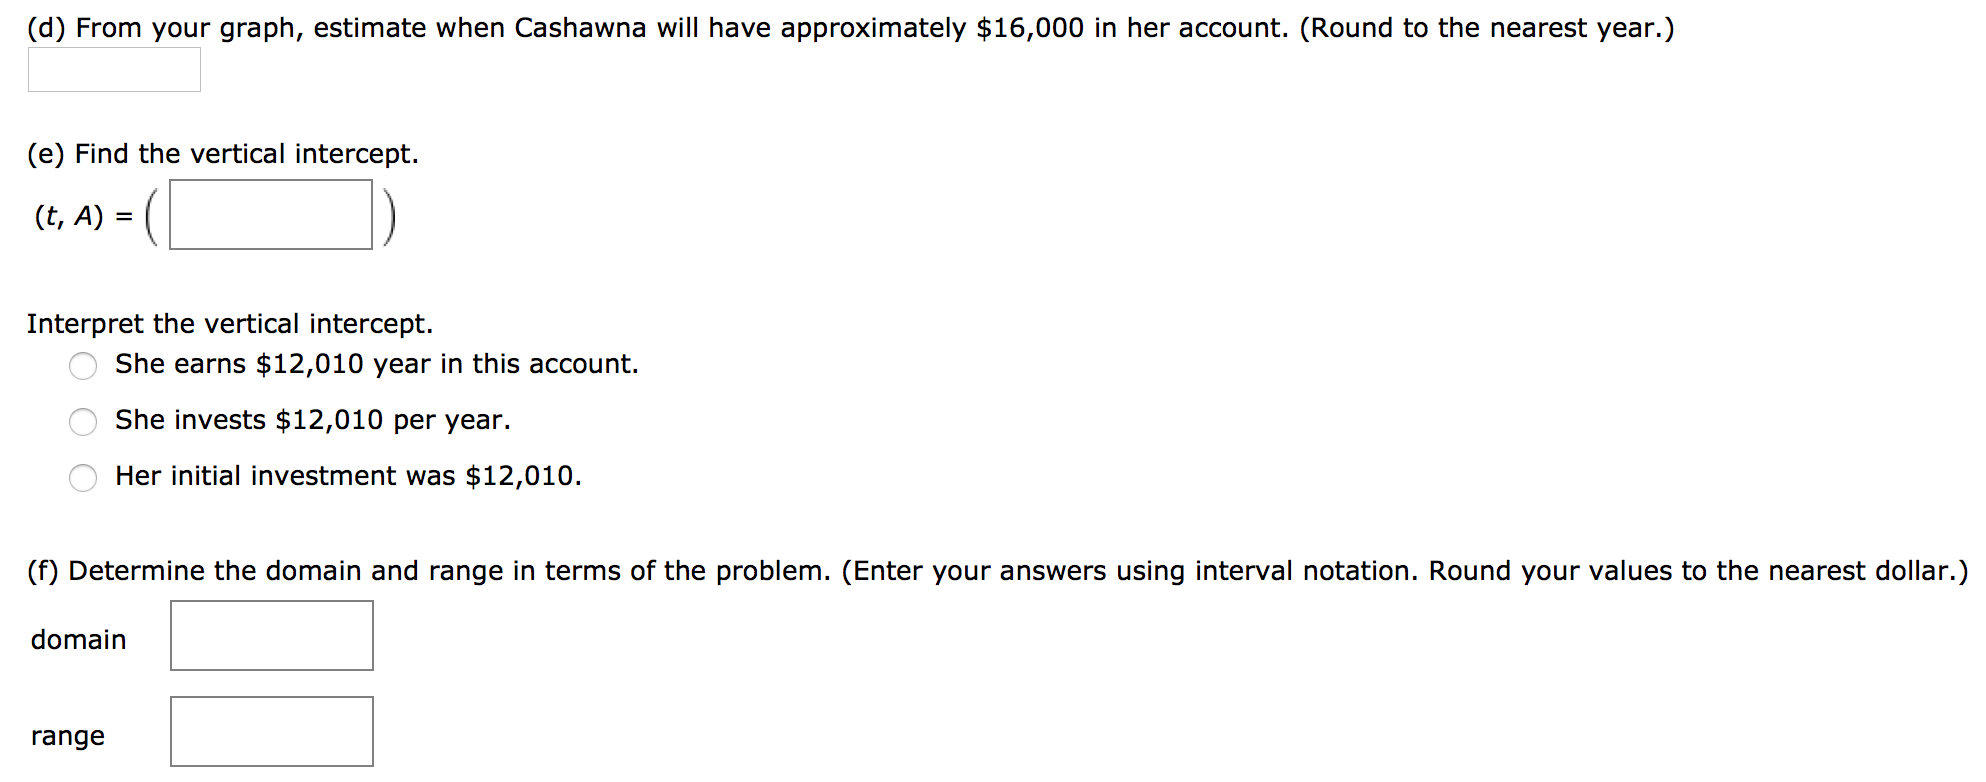 (d) From your graph, estimate when Cashawna will have approximately $16,000 in her account. (Round to the nearest year.)
(e) Find the vertical intercept.
(t, A) = ( )
Interpret the vertical intercept.
She earns $12,010 year in this account.
She invests $12,010 per year.
Her initial investment was $12,010.
(f) Determine the domain and range in terms of the problem. (Enter your answers using interval notation. Round your values to the nearest dollar.)
domain
range